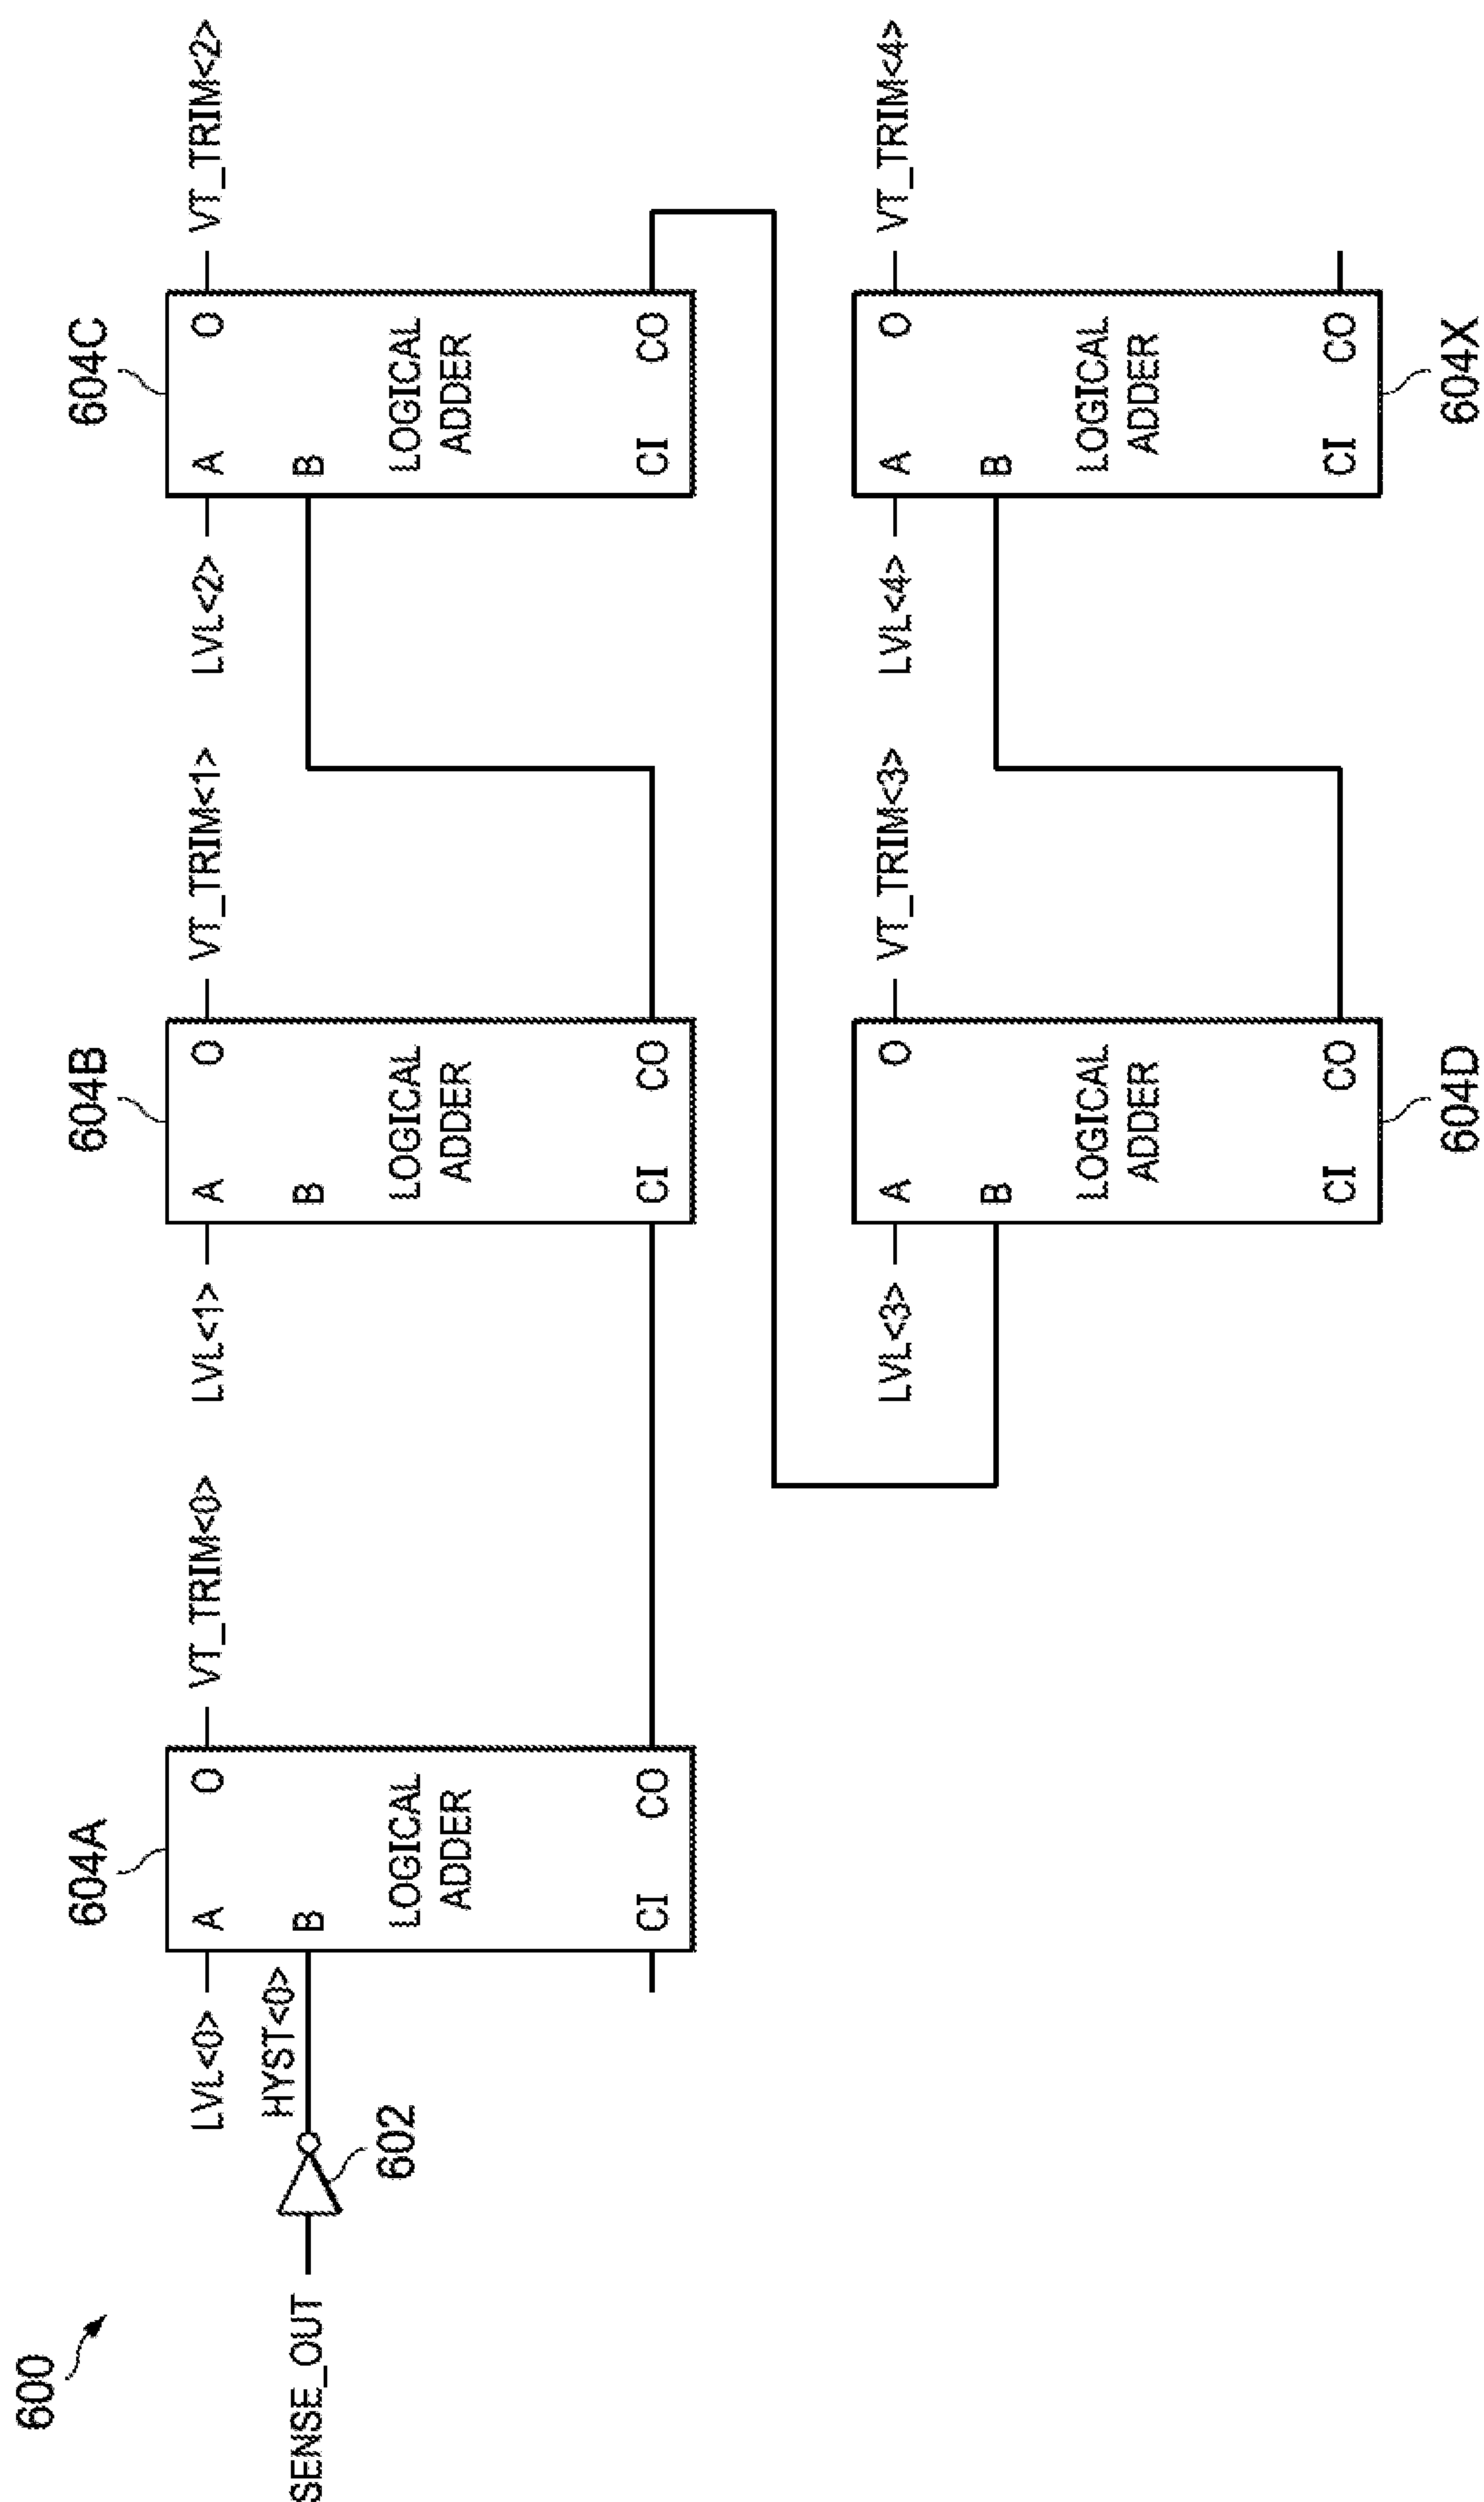 600
604A
604B
604C
LVL<0>
A
O
VT_TRIM<0>
LVL<1>
A
O
VT_TRIM<1>
LVL<2>
A
O
VT_TRIM<2>
SENSE_OUT
602
HYST<0>
B
B
B
LOGICAL
ADDER
LOGICAL
ADDER
LOGICAL
ADDER
CI
CO
CI
CO
CI
CO
LVL<3>
A
O
VT_TRIM<3>
LVL<4>
A
O
VT_TRIM<4>
B
B
LOGICAL
ADDER
LOGICAL
ADDER
CI
CO
CI
CO
604D
604X